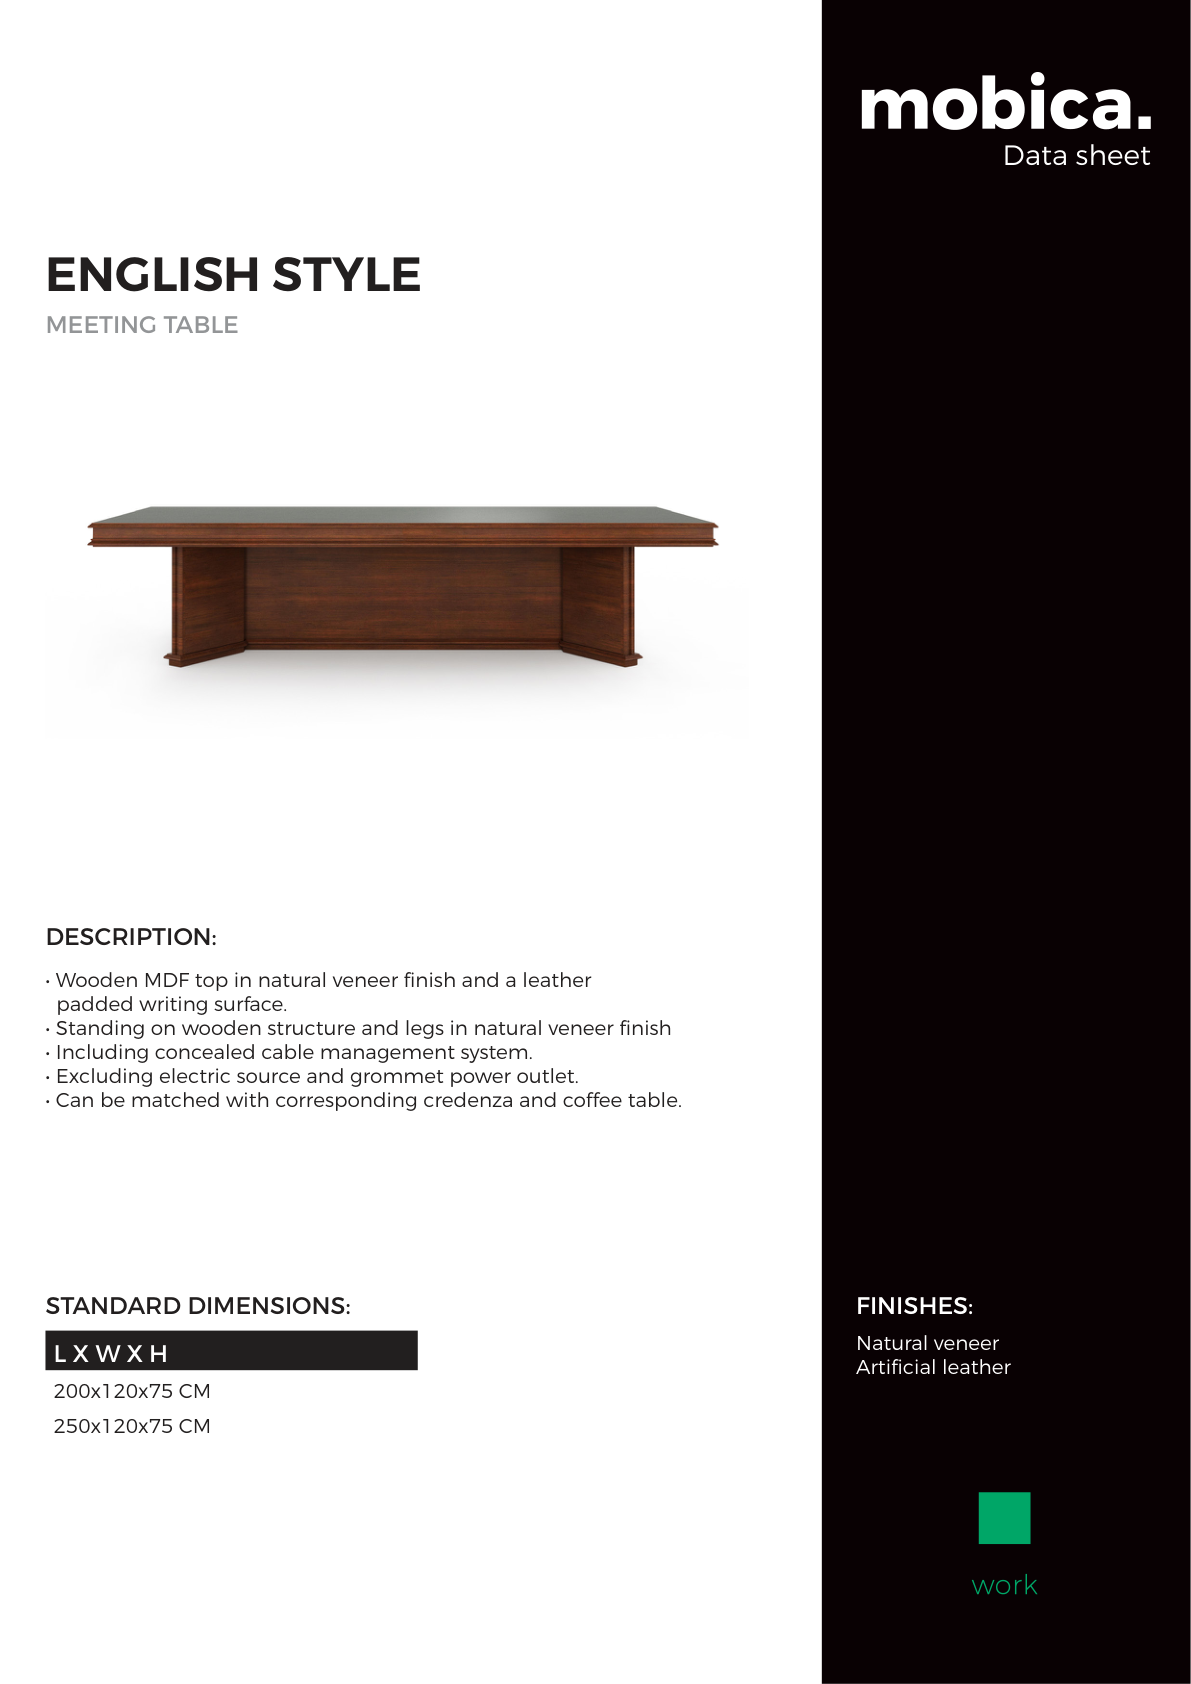 mobica.
Data sheet
ENGLISH STYLE
MEETING TABLE
DESCRIPTION:
• Wooden MDF top in natural veneer finish and a leather
padded writing surface.
• Standing on wooden structure and legs in natural veneer finish
• Including concealed cable management system.
• Excluding electric source and grommet power outlet.
• Can be matched with corresponding credenza and coffee table.
STANDARD DIMENSIONS:
L X W X H
200x120x75 CM
250x120x75 CM
FINISHES:
Natural veneer
Artificial leather
work